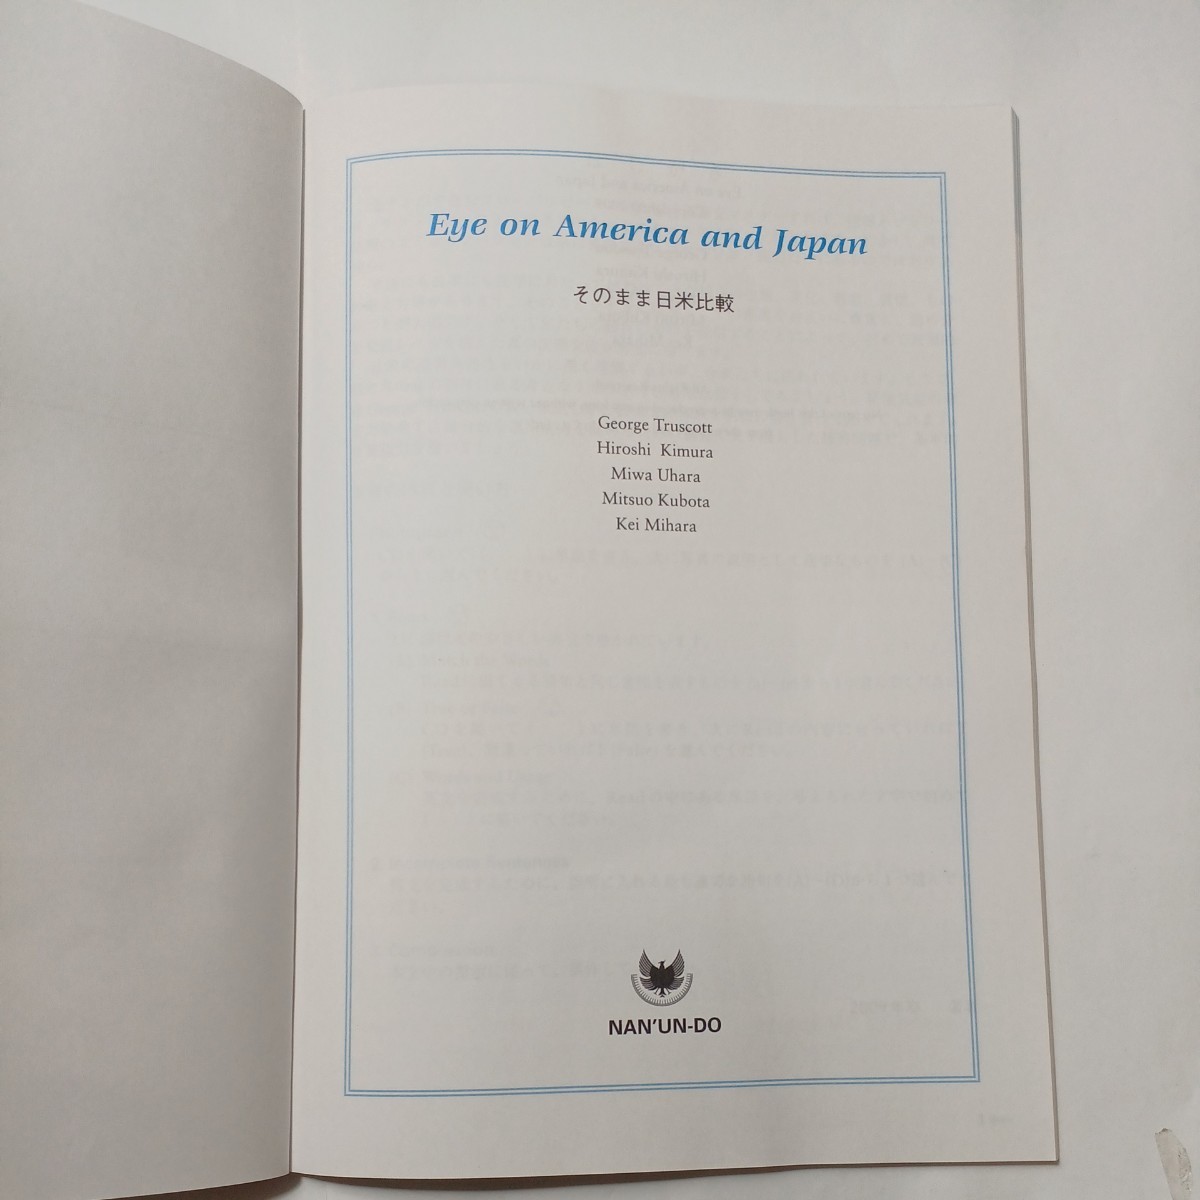 Eye on America and Japan
そのまま日米比較
George Truscott
Hiroshi Kimura
Miwa Uhara
Mitsuo Kubota
Kei Mihara
NAN'UN-DO